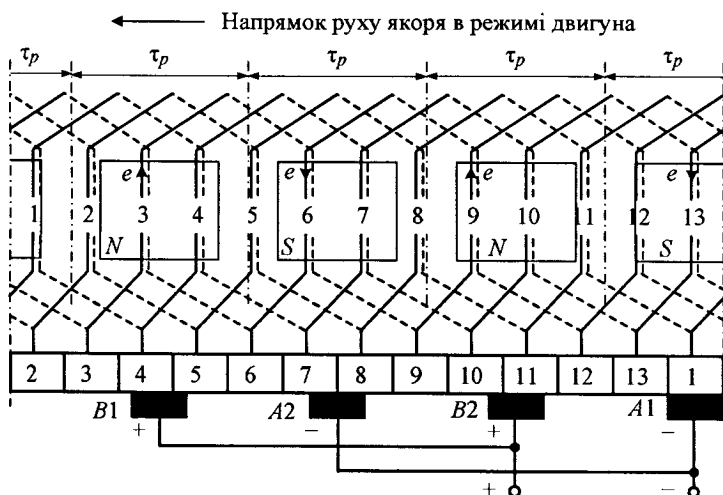 Напрямок руху якоря в режимі двигуна
τp τp τp τp τp
e e e e
1 2 3 4 5 6 7 8 9 10 11 12 13
N S N S
2 3 4 5 6 7 8 9 10 11 12 13 1
B1 A2 B2 A1
+ − + −
+ −